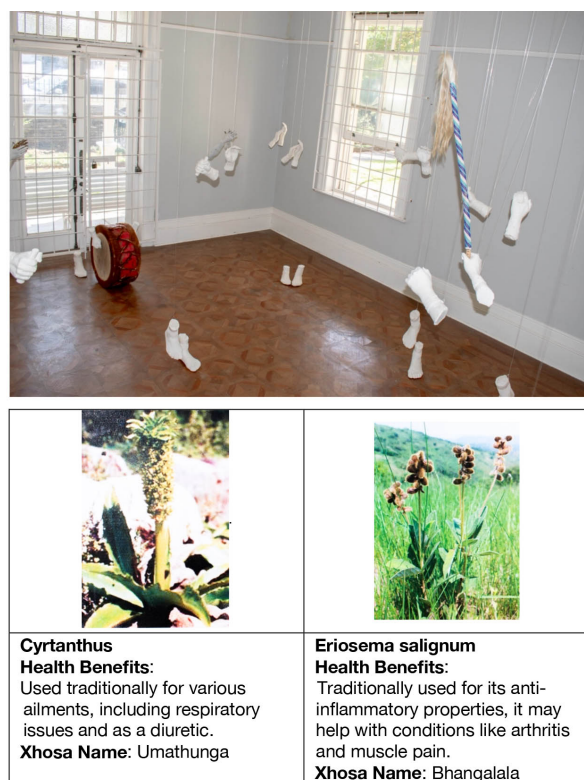 Cyrtanthus
Health Benefits:
Used traditionally for various
ailments, including respiratory
issues and as a diuretic.
Xhosa Name: Umathunga
Eriosema salignum
Health Benefits:
Traditionally used for its anti-
inflammatory properties, it may
help with conditions like arthritis
and muscle pain.
Xhosa Name: Bhangalala